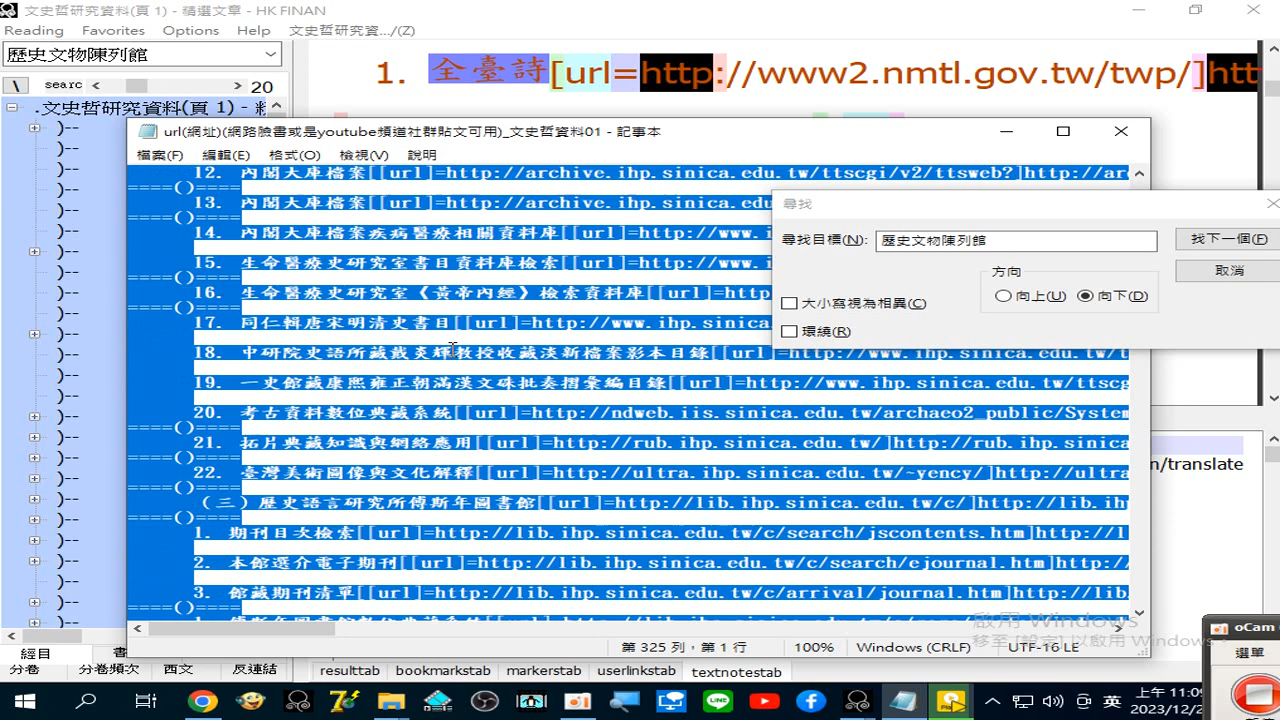 文史哲研究資料(頁 1) - 精選文章 - HK FINAN
Reading Favorites Options Help 文史哲研究資…/(Z)
歷史文物陳列館
\ searc < > 20
.文史哲研究資料(頁 1) -
1. 全臺詩[url=http://www2.nmtl.gov.tw/twp/]htt
url(網址)(網路臉書或是youtube頻道社群貼文可用)_文史哲資料01 - 記事本
檔案(F) 編輯(E) 格式(O) 檢視(V) 說明
12. 內閣大庫檔案[[url]=http://archive.ihp.sinica.edu.tw/ttscgi/v2/ttsweb?]http://ar
====()====
13. 內閣大庫檔案[[url]=http://archive.ihp.sinica.edu
====()====
14. 內閣大庫檔案疾病醫療相關資料庫[[url]=http://www.i
====()====
15. 生命醫療史研究室書目資料庫檢索[[url]=http://www.
====()====
16. 生命醫療史研究室《黃帝內經》檢索資料庫[[url]=http
====()====
17. 同仁輯唐宋明清史書目[[url]=http://www.ihp.sinica
====()====
18. 中研院史語所藏戴炎輝教授收藏淡新檔案影本目錄[[url]=http://www.ihp.sinica.edu.tw/t
====()====
19. 一史館藏康熙雍正朝滿漢文硃批奏摺彙編目錄[[url]=http://www.ihp.sinica.edu.tw/ttscg
====()====
20. 考古資料數位典藏系統[[url]=http://ndweb.iis.sinica.edu.tw/archaeo2_public/System
====()====
21. 拓片典藏知識與網絡應用[[url]=http://rub.ihp.sinica.edu.tw/]http://rub.ihp.sinica.edu.tw
====()====
22. 臺灣美術圖像與文化解釋[[url]=http://ultra.ihp.sinica.edu.tw/~yency/]http://ultra
====()====
（三）歷史語言研究所傅斯年圖書館[[url]=http://lib.ihp.sinica.edu.tw/c/]http://lib.ih
====()====
1. 期刊目次檢索[[url]=http://lib.ihp.sinica.edu.tw/c/search/jscontents.htm]http://l
2. 本館選介電子期刊[[url]=http://lib.ihp.sinica.edu.tw/c/search/ejournal.htm]http:/
3. 館藏期刊清單[[url]=http://lib.ihp.sinica.edu.tw/c/arrival/journal.htm]http://lib
====()====
尋找
尋找目標(N): 歷史文物陳列館 找下一個(F)
方向 取消
向上(U) 向下(D)
大小寫視為相異(C)
環繞(R)
n/translate
啟用 Windows
移至 [設定] 以啟用 Windows。
第 325 列，第 1 行 100% Windows (CRLF) UTF-16 LE
經目 書
分卷 分卷頻次 西文 反連結
resulttab bookmarkstab markerstab userlinkstab textnotestab
oCam
選單
英
上午 11:09
2023/12/2